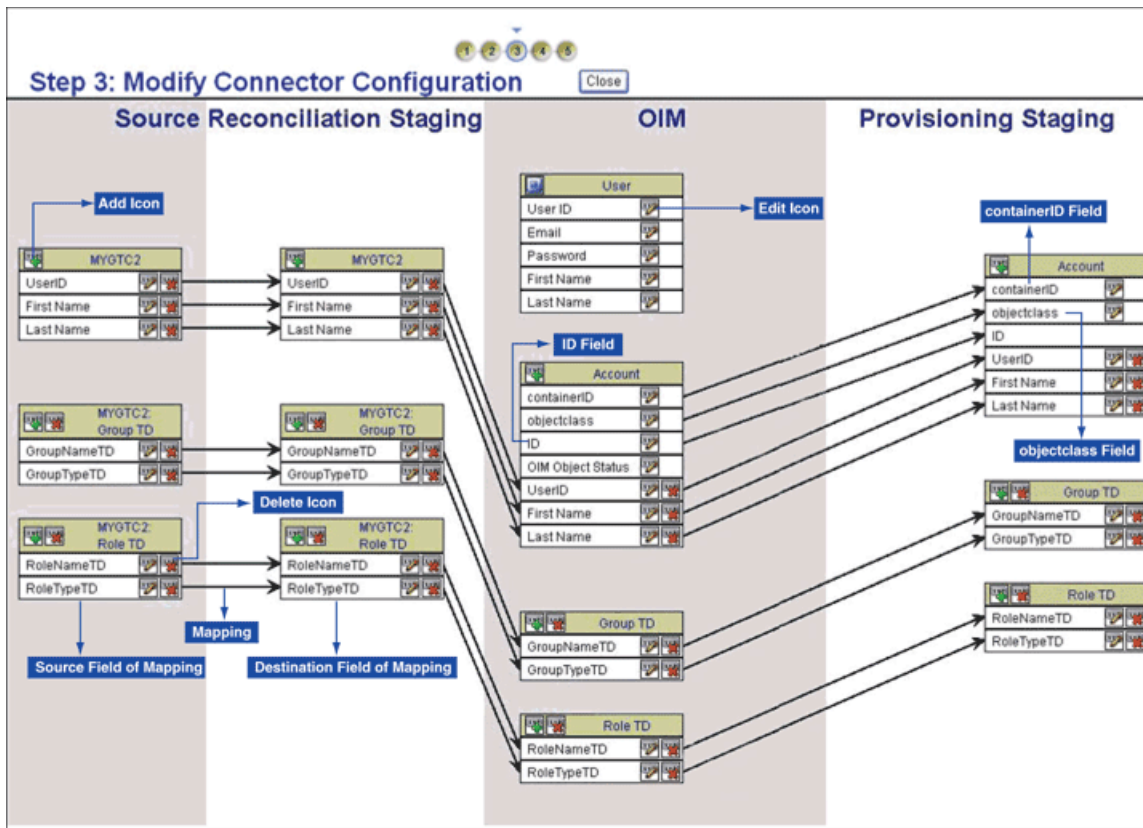 1 2 3 4 5
Step 3: Modify Connector Configuration
Close
Source Reconciliation Staging
OIM
Provisioning Staging
Add Icon
MYGTC2
UserID
First Name
Last Name
MYGTC2:
Group TD
GroupNameTD
GroupTypeTD
Delete Icon
MYGTC2:
Role TD
RoleNameTD
RoleTypeTD
Mapping
Source Field of Mapping
MYGTC2
UserID
First Name
Last Name
MYGTC2:
Group TD
GroupNameTD
GroupTypeTD
MYGTC2:
Role TD
RoleNameTD
RoleTypeTD
Destination Field of Mapping
User
User ID
Edit Icon
Email
Password
First Name
Last Name
ID Field
Account
containerID
objectclass
ID
OIM Object Status
UserID
First Name
Last Name
Group TD
GroupNameTD
GroupTypeTD
Role TD
RoleNameTD
RoleTypeTD
containerID Field
Account
containerID
objectclass
ID
UserID
First Name
Last Name
objectclass Field
Group TD
GroupNameTD
GroupTypeTD
Role TD
RoleNameTD
RoleTypeTD